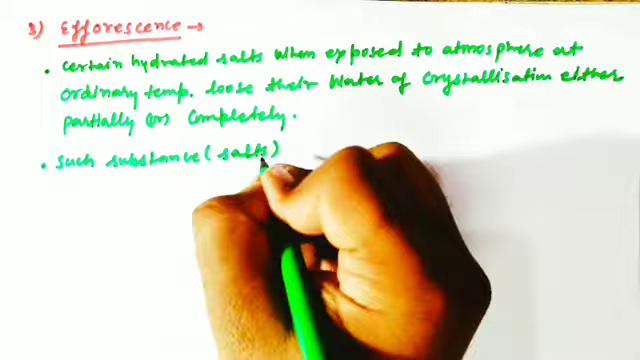 3) Efforescence →
• certain hydrated salts when exposed to atmosphere at
ordinary temp. loose their water of crystallisation either
partially (or) completely.
• such substance (salts)